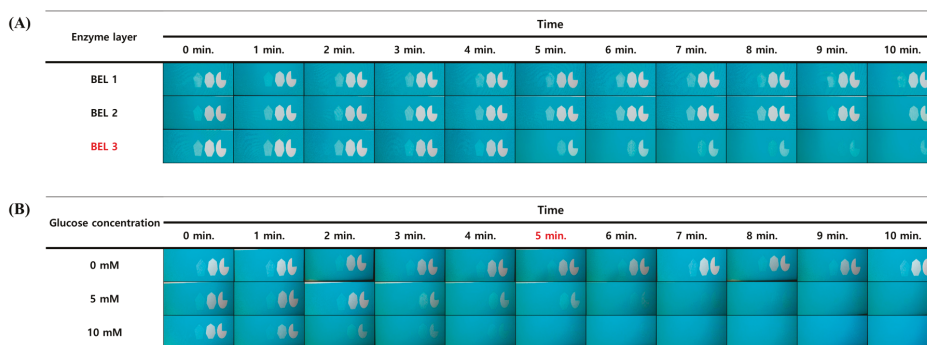 (A)
Enzyme layer
Time
0 min. 1 min. 2 min. 3 min. 4 min. 5 min. 6 min. 7 min. 8 min. 9 min. 10 min.
BEL 1
BEL 2
BEL 3
(B)
Glucose concentration
Time
0 min. 1 min. 2 min. 3 min. 4 min. 5 min. 6 min. 7 min. 8 min. 9 min. 10 min.
0 mM
5 mM
10 mM